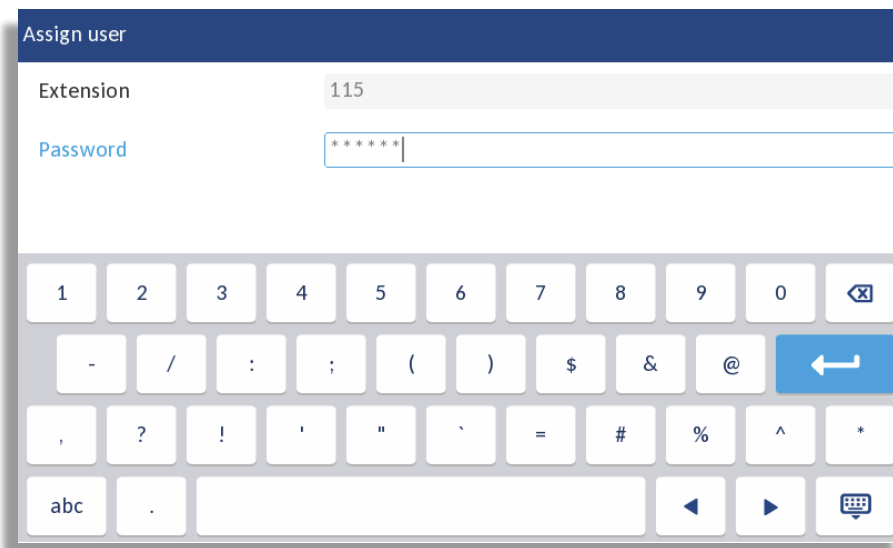 Assign user
Extension 115
Password ******
1 2 3 4 5 6 7 8 9 0
- / : ; ( ) $ & @
, ? ! ' " ` = # % ^ *
abc .